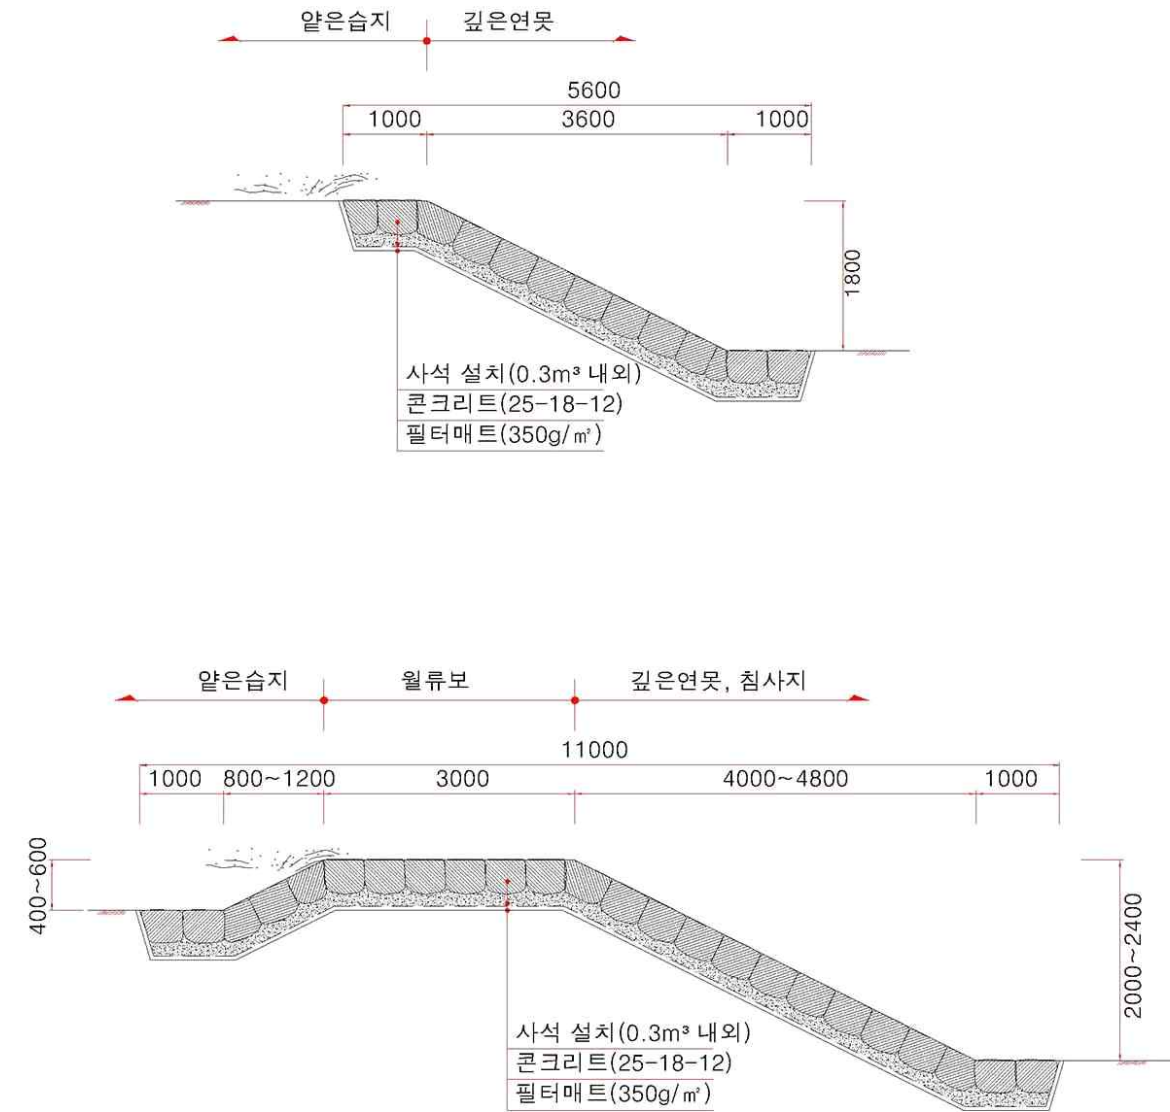 얕은습지 깊은연못
5600
1000 3600 1000
1800
사석 설치(0.3m³ 내외)
콘크리트(25-18-12)
필터매트(350g/㎡)
얕은습지 월류보 깊은연못, 침사지
11000
1000 800~1200 3000 4000~4800 1000
400~600
2000~2400
사석 설치(0.3m³ 내외)
콘크리트(25-18-12)
필터매트(350g/㎡)